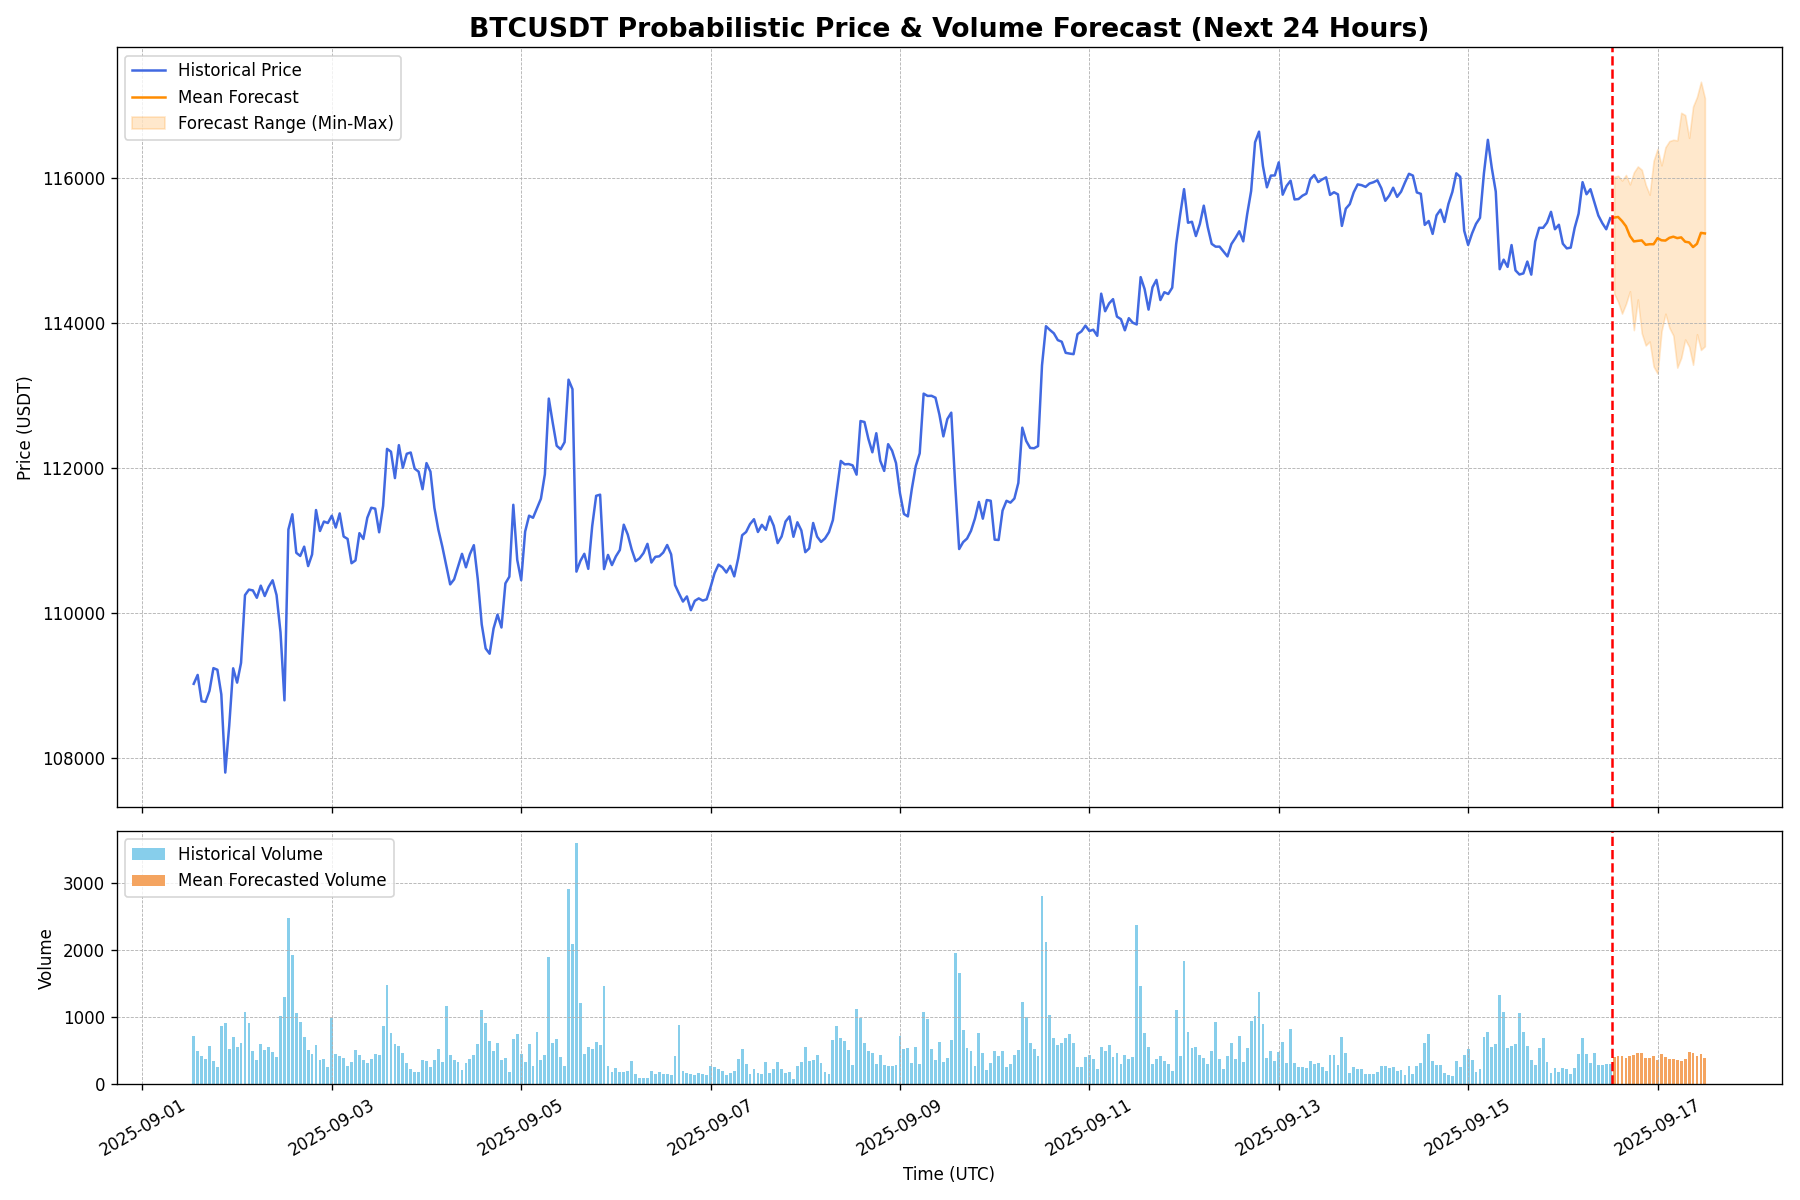 BTCUSDT Probabilistic Price & Volume Forecast (Next 24 Hours)
Historical Price
Mean Forecast
Forecast Range (Min-Max)
116000
114000
112000
110000
108000
Price (USDT)
Historical Volume
Mean Forecasted Volume
3000
2000
1000
0
Volume
2025-09-01
2025-09-03
2025-09-05
2025-09-07
2025-09-09
2025-09-11
2025-09-13
2025-09-15
2025-09-17
Time (UTC)